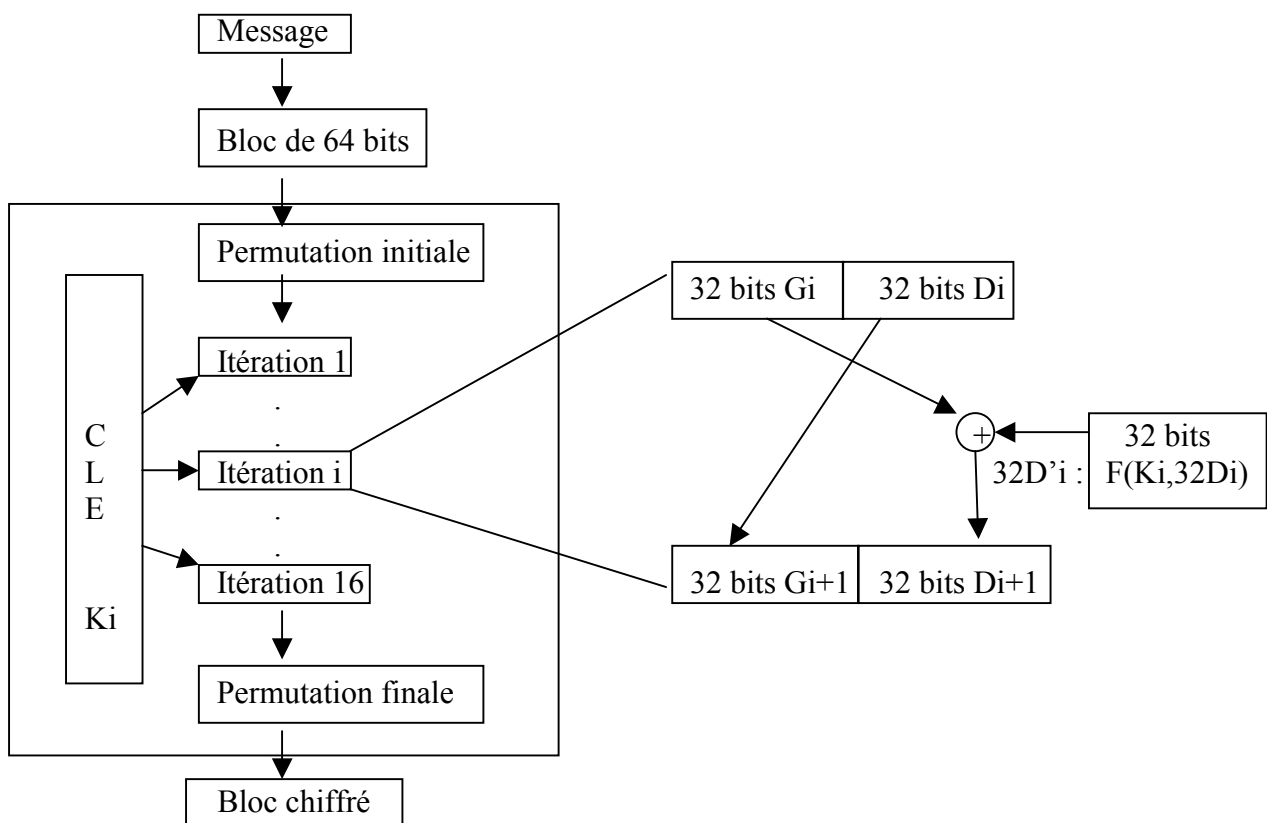 Message
Bloc de 64 bits
Permutation initiale
32 bits Gi
32 bits Di
Itération 1
.
.
C
L
E
Ki
Itération i
.
.
.
Itération 16
+
32 bits
F(Ki,32Di)
32D’i :
32 bits Gi+1
32 bits Di+1
Permutation finale
Bloc chiffré